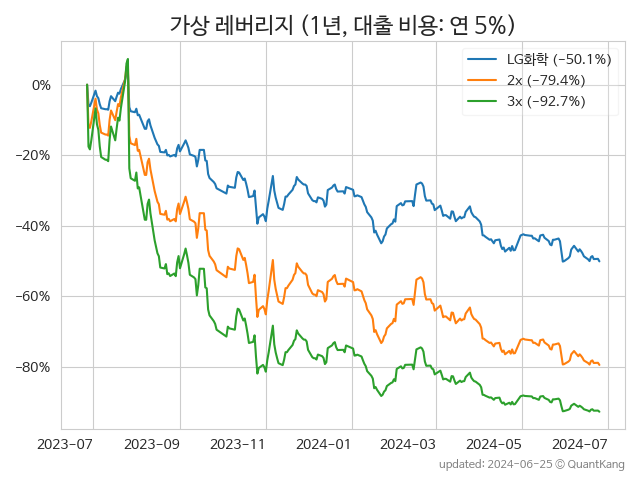 가상 레버리지 (1년, 대출 비용: 연 5%)
LG화학 (−50.1%)
2x (−79.4%)
3x (−92.7%)
0%
−20%
−40%
−60%
−80%
2023-07 2023-09 2023-11 2024-01 2024-03 2024-05 2024-07
updated: 2024-06-25 © QuantKang